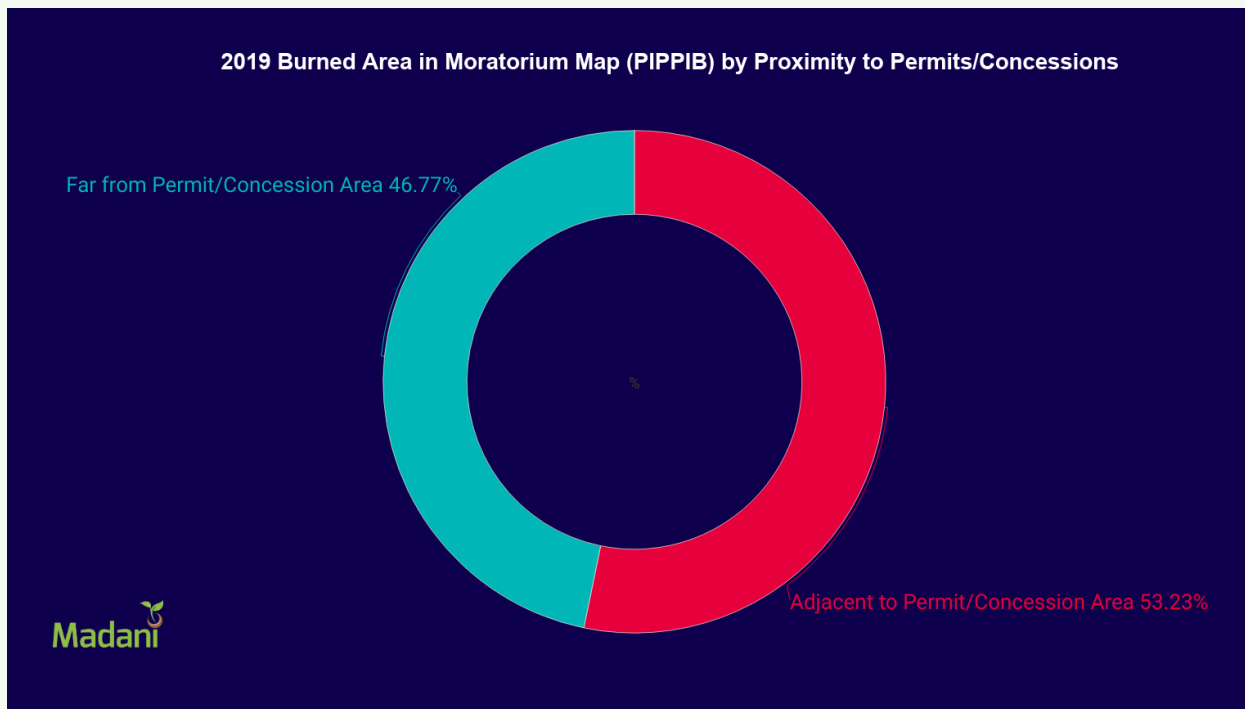 2019 Burned Area in Moratorium Map (PIPPIB) by Proximity to Permits/Concessions
Far from Permit/Concession Area 46.77%
%
Adjacent to Permit/Concession Area 53.23%
Madani